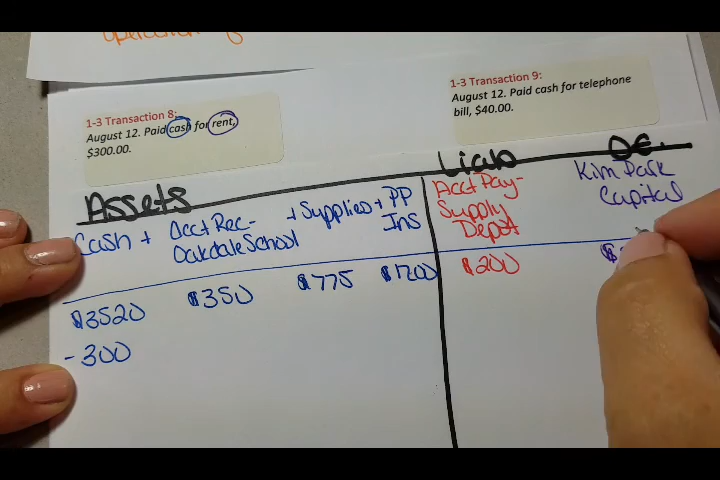 1-3 Transaction 8:
August 12. Paid cash for rent,
$300.00.
1-3 Transaction 9:
August 12. Paid cash for telephone
bill, $40.00.
Assets
Liab
OE.
Cash + Acct Rec- Oakdale School + Supplies + PP Ins
Acct Pay- Supply Depot
Kim Park
Capital
$3520 $350 $775 $1200 $200 $
- 300